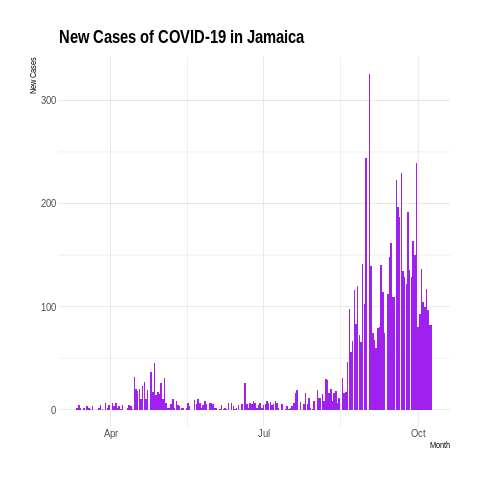 New Cases of COVID-19 in Jamaica
New Cases
300
200
100
0
Apr
Jul
Oct
Month